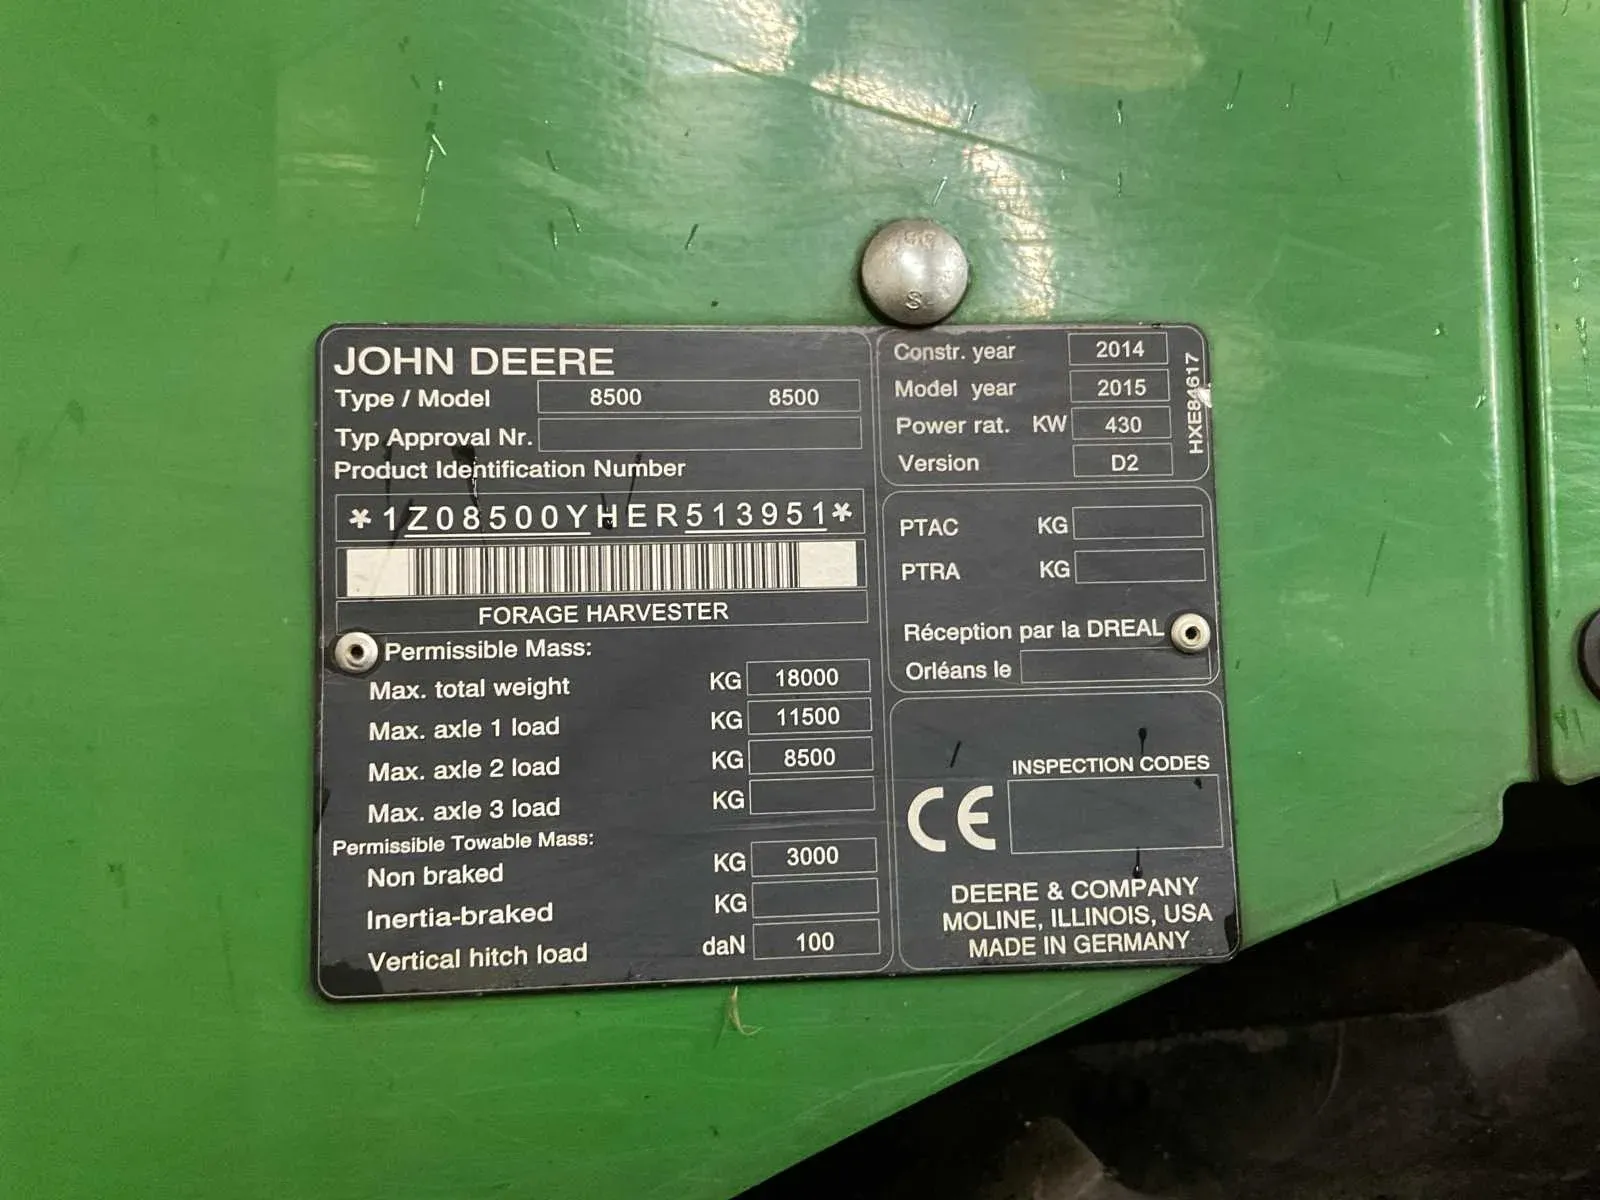 JOHN DEERE
Type / Model 8500 8500
Typ Approval Nr.
Product Identification Number
*1Z08500YHER513951*
FORAGE HARVESTER
Permissible Mass:
Max. total weight KG 18000
Max. axle 1 load KG 11500
Max. axle 2 load KG 8500
Max. axle 3 load KG
Permissible Towable Mass:
Non braked KG 3000
Inertia-braked KG
Vertical hitch load daN 100
Constr. year 2014
Model year 2015
Power rat. KW 430
Version D2
HXE84617
PTAC KG
PTRA KG
Réception par la DREAL
Orléans le
INSPECTION CODES
CE
DEERE & COMPANY
MOLINE, ILLINOIS, USA
MADE IN GERMANY